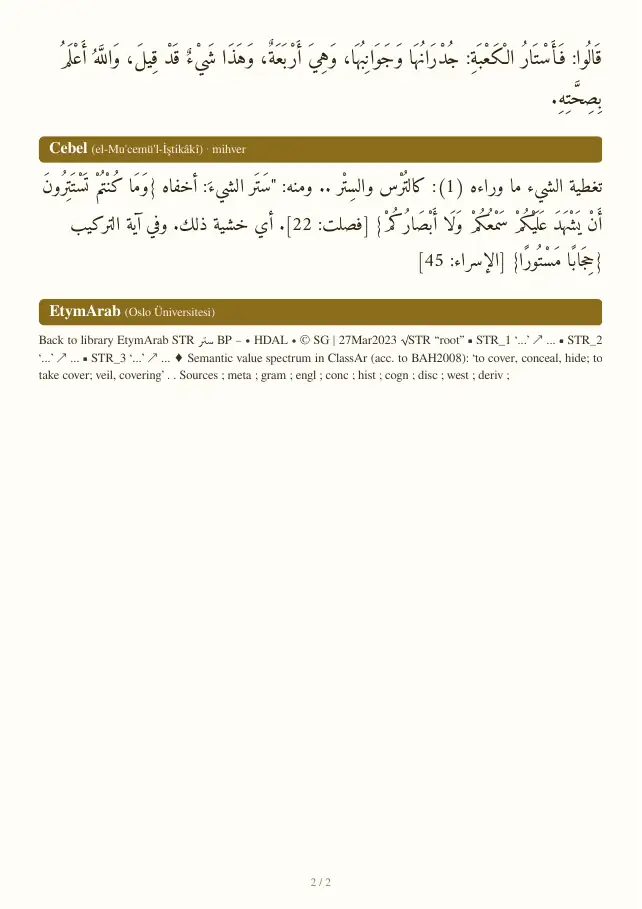 قَالُوا: فَأَسْتَارُ الْكَعْبَةِ: جُدْرَانُهَا وَجَوَانِبُهَا، وَهِيَ أَرْبَعَةٌ، وَهَذَا شَيْءٌ قَدْ قِيلَ، وَاللَّهُ أَعْلَمُ
بِصِحَّتِهِ.
Cebel (el-Mu'cemü'l-İştikâkî) · mihver
تغطية الشيء ما وراءه (1): كالتُرْس والسِتْر .. ومنه: "سَتَر الشيءَ: أخفاه {وَمَا كُنْتُمْ تَسْتَتِرُونَ
أَنْ يَشْهَدَ عَلَيْكُمْ سَمْعُكُمْ وَلَا أَبْصَارُكُمْ} [فصلت: 22]. أي خشية ذلك. وفي آية التركيب
{حِجَابًا مَسْتُورًا} [الإسراء: 45]
EtymArab (Oslo Üniversitesi)
Back to library EtymArab STR ستر BP – • HDAL • © SG | 27Mar2023 √STR “root” ▪ STR_1 ‘...’ ↗ ... ▪ STR_2
‘...’ ↗ ... ▪ STR_3 ‘...’ ↗ ... ♦ Semantic value spectrum in ClassAr (acc. to BAH2008): ‘to cover, conceal, hide; to
take cover; veil, covering’ . . Sources ; meta ; gram ; engl ; conc ; hist ; cogn ; disc ; west ; deriv ;
2 / 2